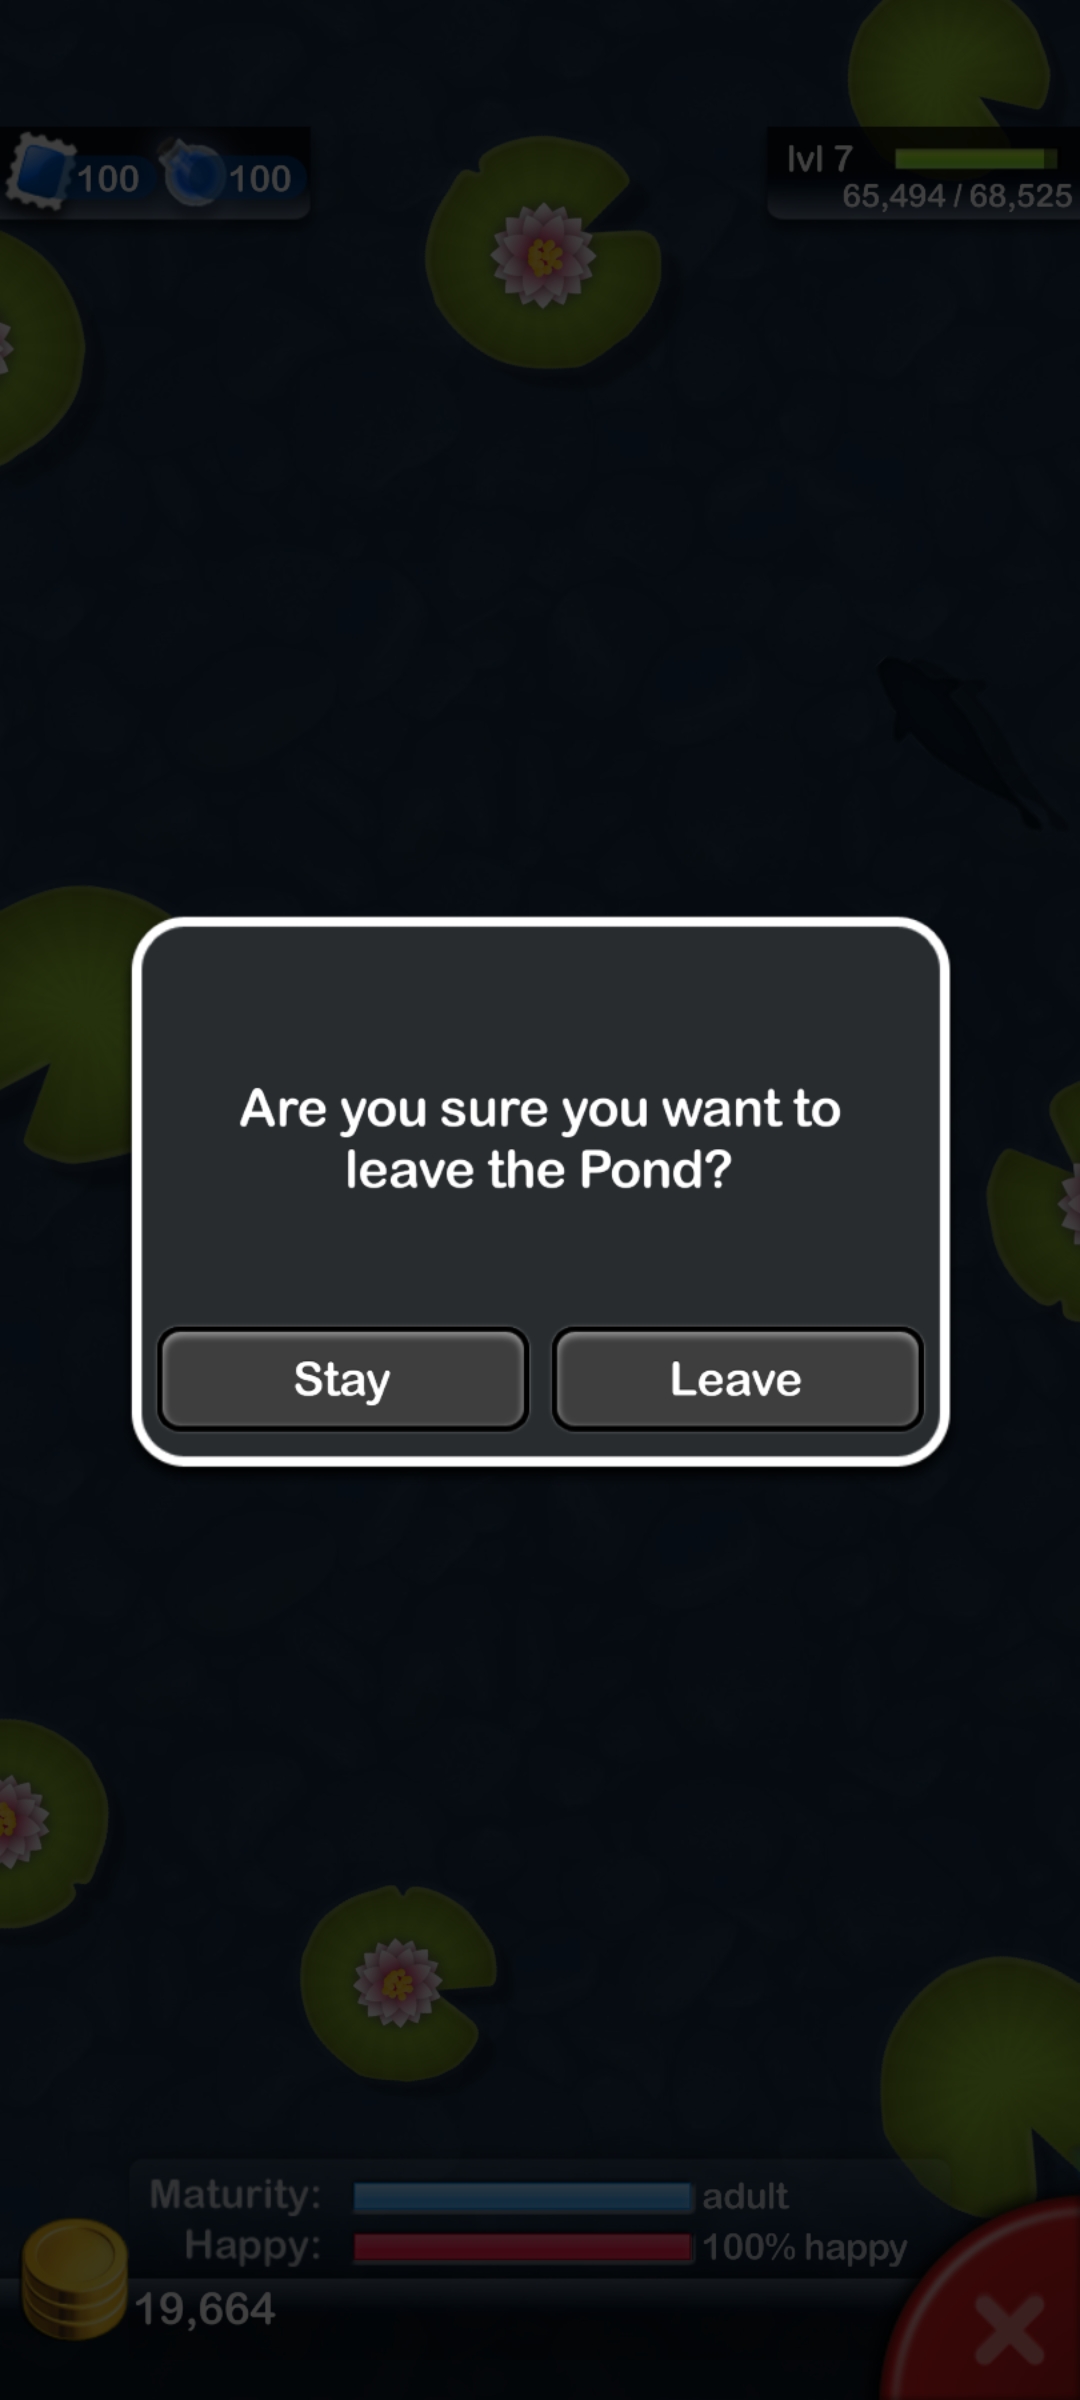 100 100
lvl 7
65,494 / 68,525
Are you sure you want to
leave the Pond?
Stay Leave
Maturity: adult
Happy: 100% happy
19,664